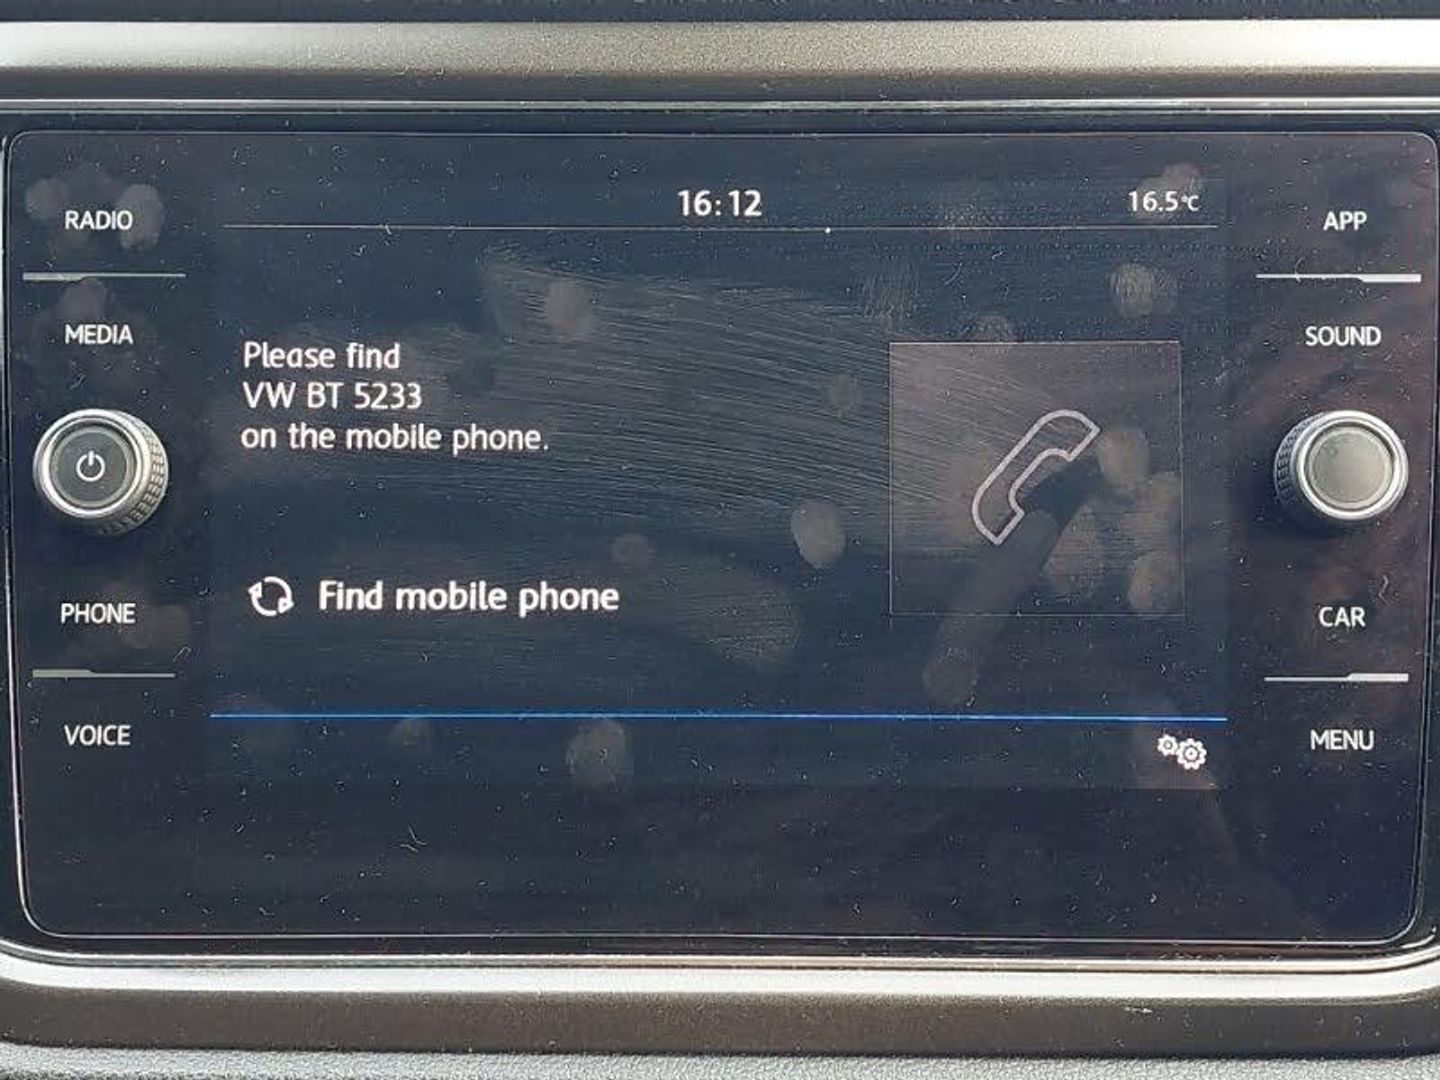 RADIO
MEDIA
PHONE
VOICE
16:12
16.5°C
Please find
VW BT 5233
on the mobile phone.
Find mobile phone
APP
SOUND
CAR
MENU